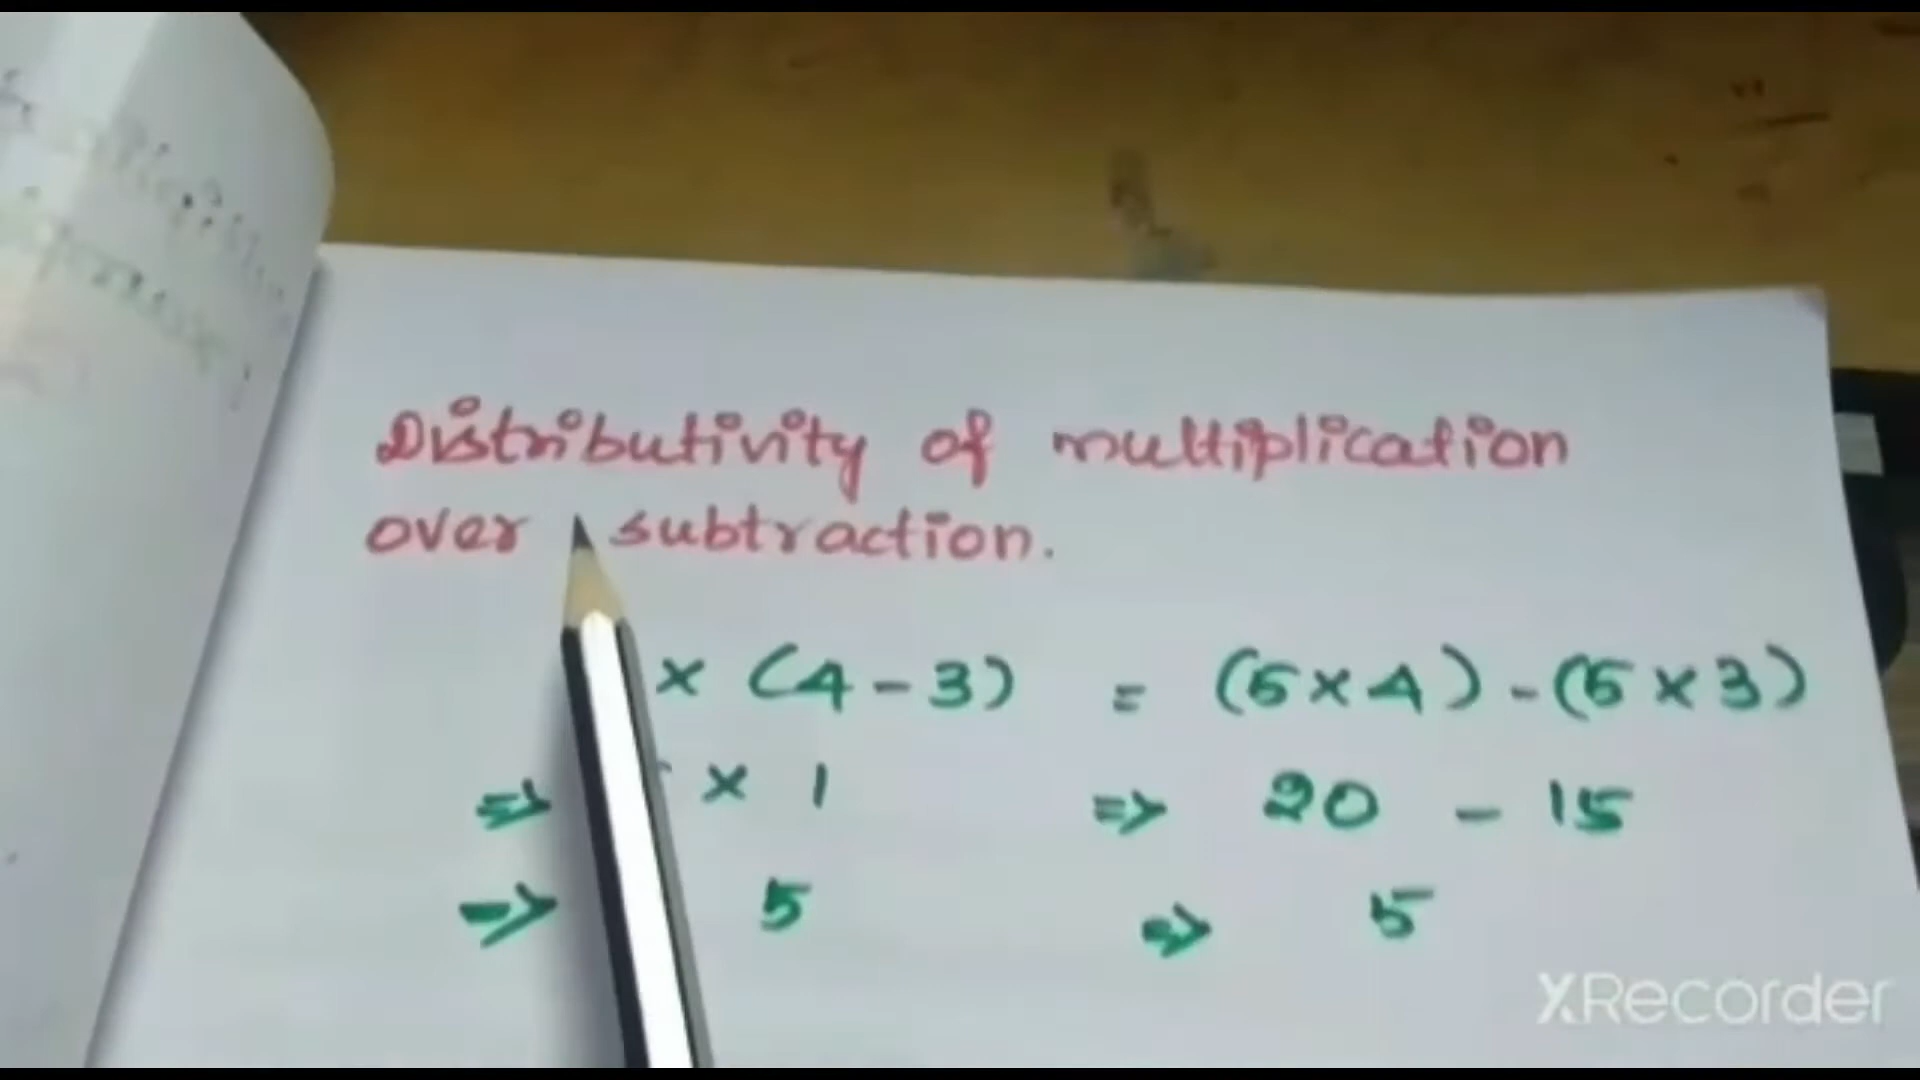 Distributivity of multiplication
over subtraction.
× (4 - 3) = (5 × 4) - (5 × 3)
=> × 1 => 20 - 15
=> 5 => 5
XRecorder